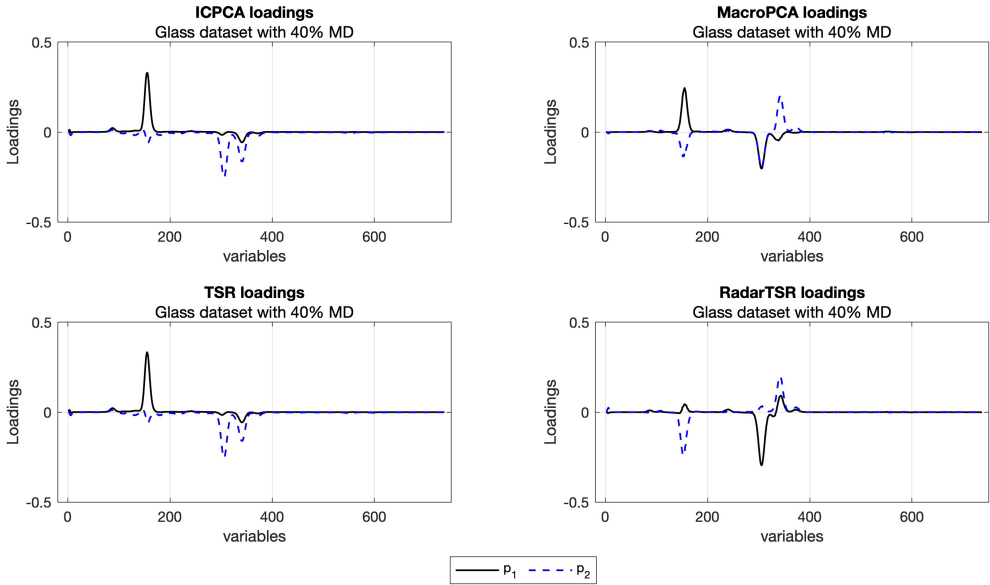 ICPCA loadings
Glass dataset with 40% MD
0.5
0
-0.5
Loadings
0 200 400 600
variables
MacroPCA loadings
Glass dataset with 40% MD
0.5
0
-0.5
Loadings
0 200 400 600
variables
TSR loadings
Glass dataset with 40% MD
0.5
0
-0.5
Loadings
0 200 400 600
variables
RadarTSR loadings
Glass dataset with 40% MD
0.5
0
-0.5
Loadings
0 200 400 600
variables
p1 p2